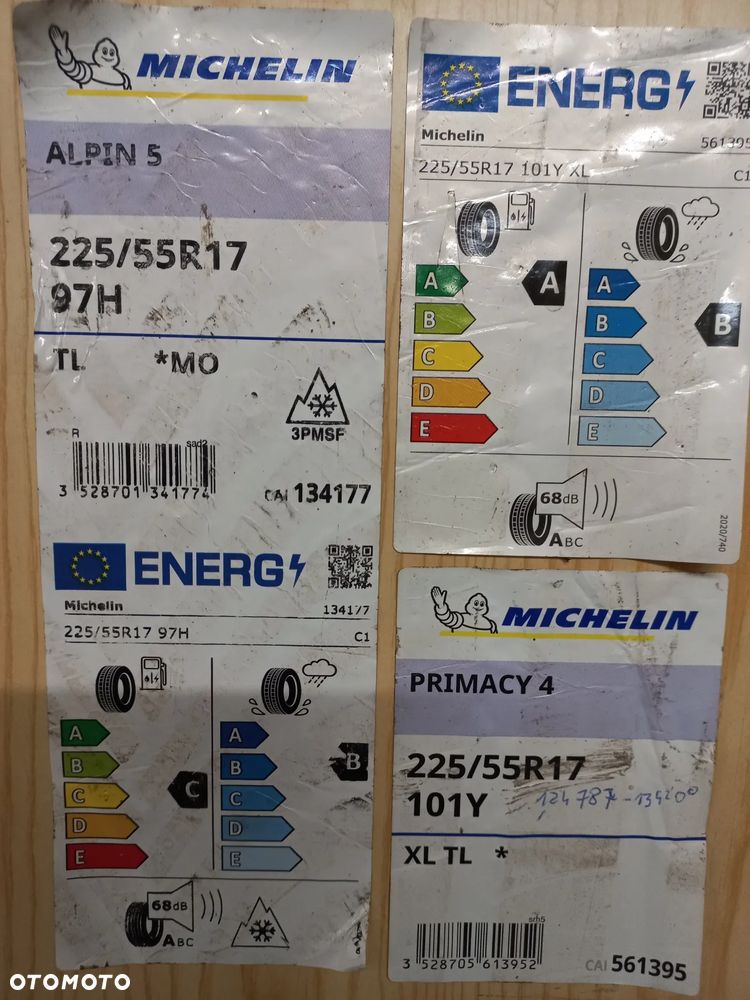 MICHELIN
ALPIN 5
225/55R17
97H
TL *MO
3PMSF
R
sad2
3 528701 341774
CAI 134177
ENERG
Michelin
134177
225/55R17 97H
C1
A
A
B
B
B
C
C
C
D
D
E
E
68dB
ABC
ENERG
Michelin
561395
225/55R17 101Y XL
C1
A
A
A
B
B
B
C
C
D
D
E
E
68dB
ABC
2020/740
MICHELIN
PRIMACY 4
225/55R17
101Y
XL TL *
srh5
3 528705 613952
CAI 561395
OTOMOTO